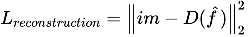 $L_{reconstruction} = \left\| im - D(\hat{f}) \right\|_2^2$